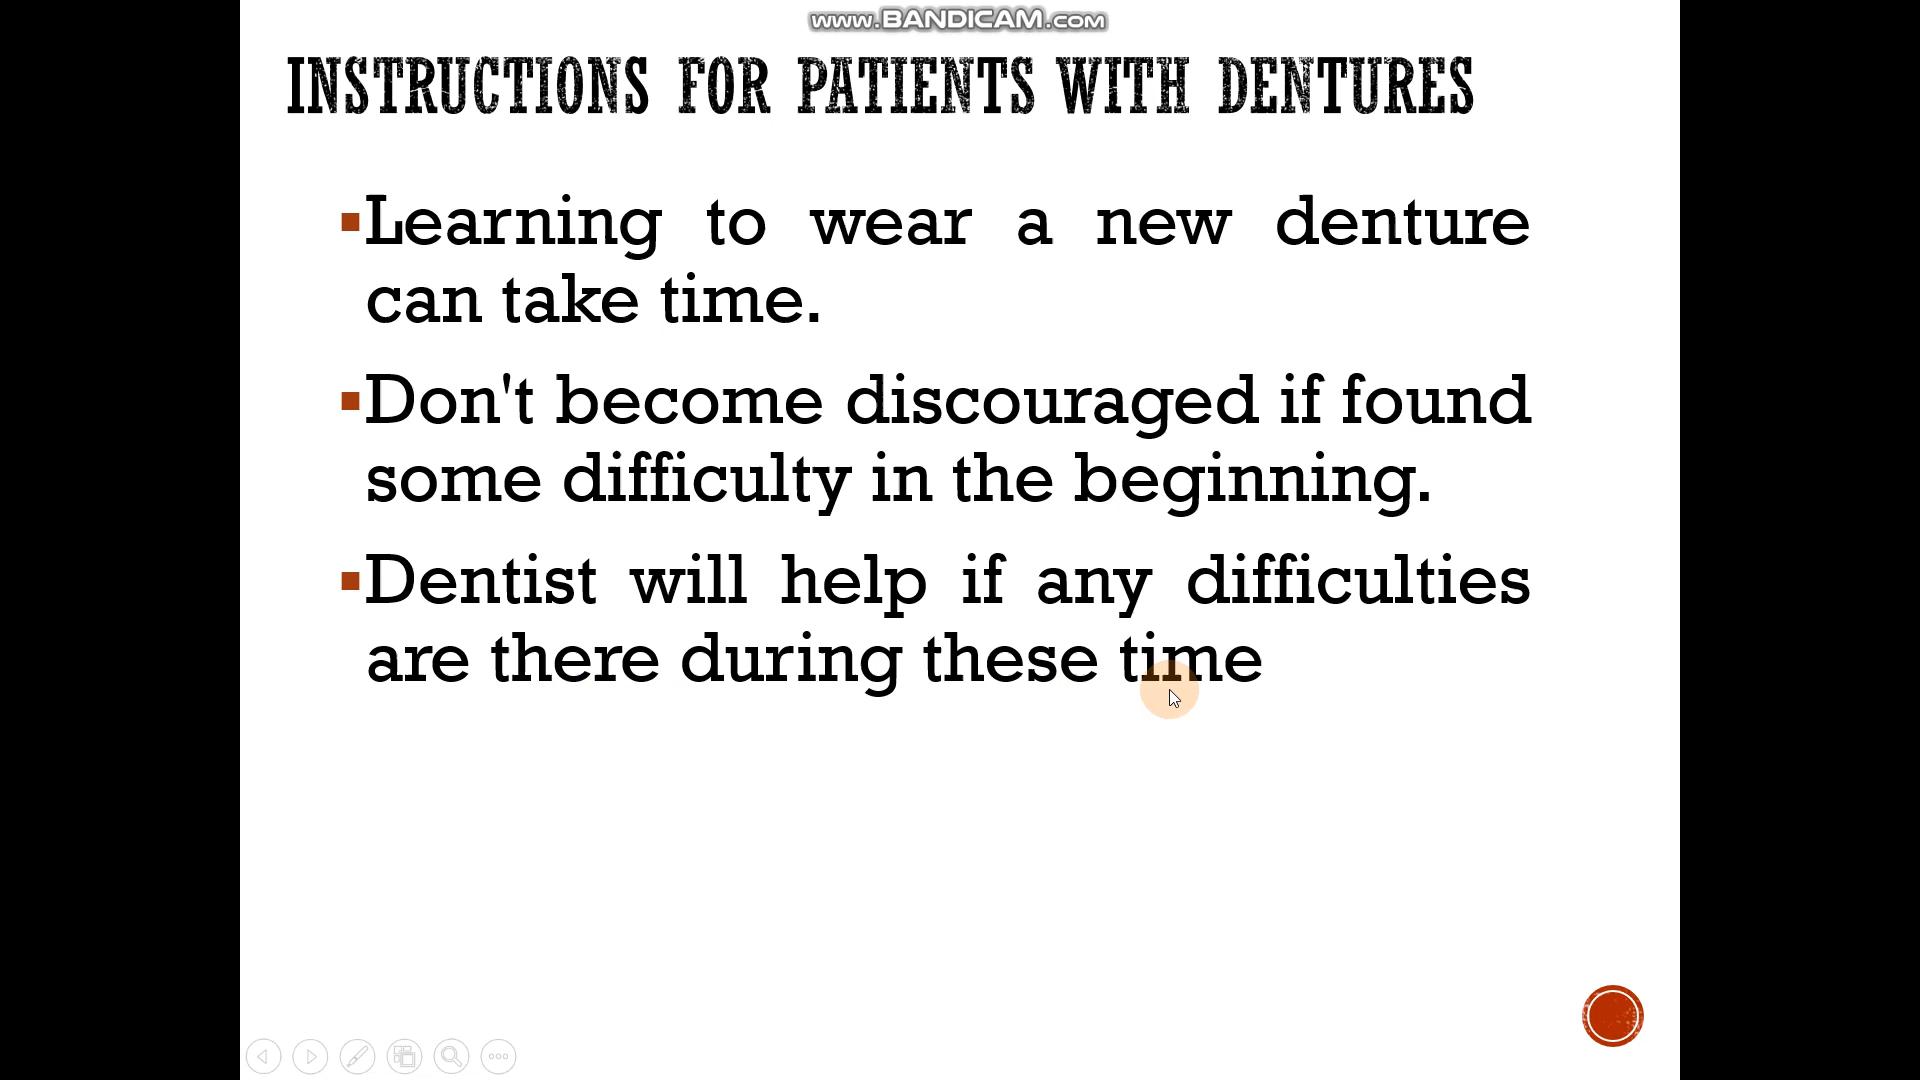 www.BANDICAM.com
INSTRUCTIONS FOR PATIENTS WITH DENTURES
▪Learning to wear a new denture
can take time.
▪Don't become discouraged if found
some difficulty in the beginning.
▪Dentist will help if any difficulties
are there during these time